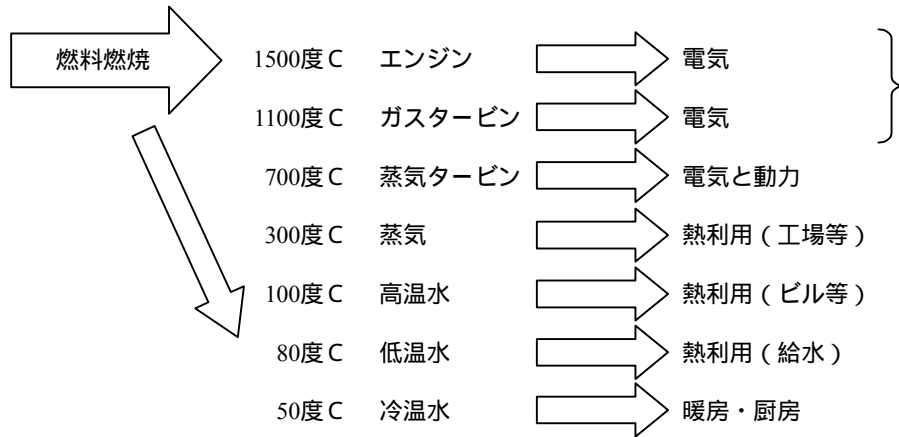 燃料燃焼
1500度C エンジン 電気
1100度C ガスタービン 電気
700度C 蒸気タービン 電気と動力
300度C 蒸気 熱利用（工場等）
100度C 高温水 熱利用（ビル等）
80度C 低温水 熱利用（給水）
50度C 冷温水 暖房・厨房